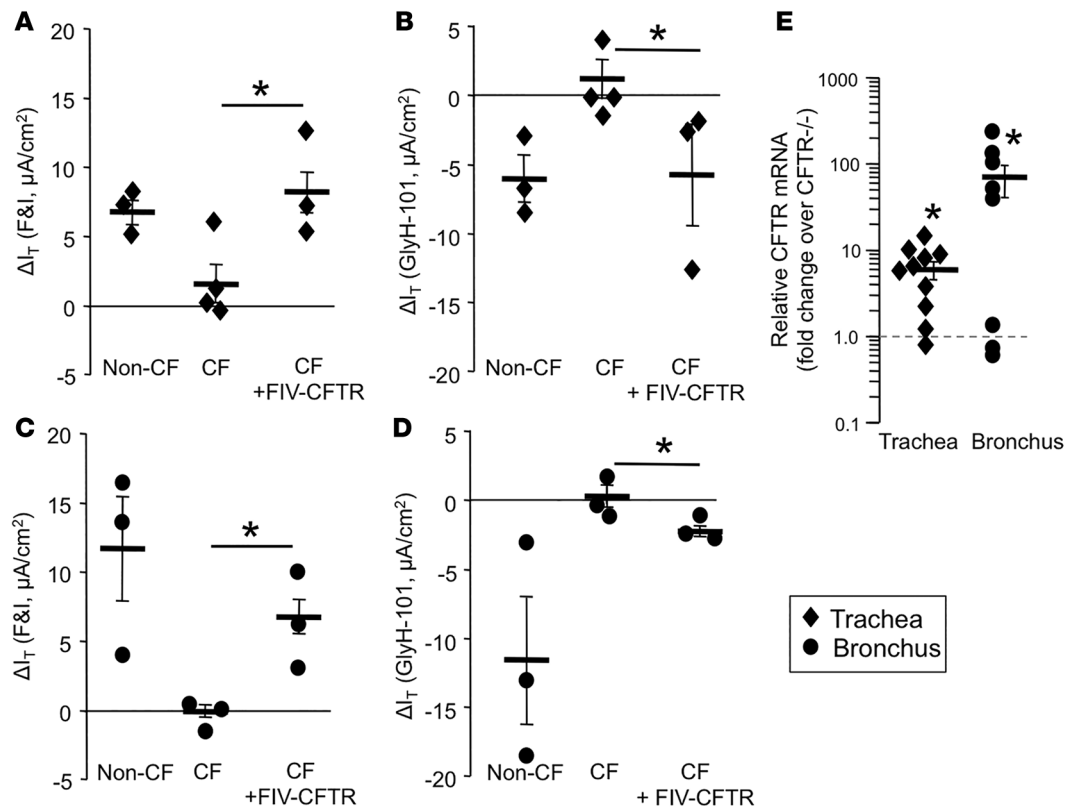 A
20
15
10
5
0
-5
ΔIT (F&I, µA/cm2)
*
Non-CF
CF
CF
+FIV-CFTR
B
5
0
-5
-10
-15
-20
ΔIT (GlyH-101, µA/cm2)
*
Non-CF
CF
CF
+ FIV-CFTR
E
1000
100
10
1.0
0.1
Relative CFTR mRNA
(fold change over CFTR-/-)
*
*
Trachea
Bronchus
C
20
15
10
5
0
-5
ΔIT (F&I, µA/cm2)
*
Non-CF
CF
CF
+FIV-CFTR
D
5
0
-5
-10
-15
-20
ΔIT (GlyH-101, µA/cm2)
*
Non-CF
CF
CF
+ FIV-CFTR
Trachea
Bronchus